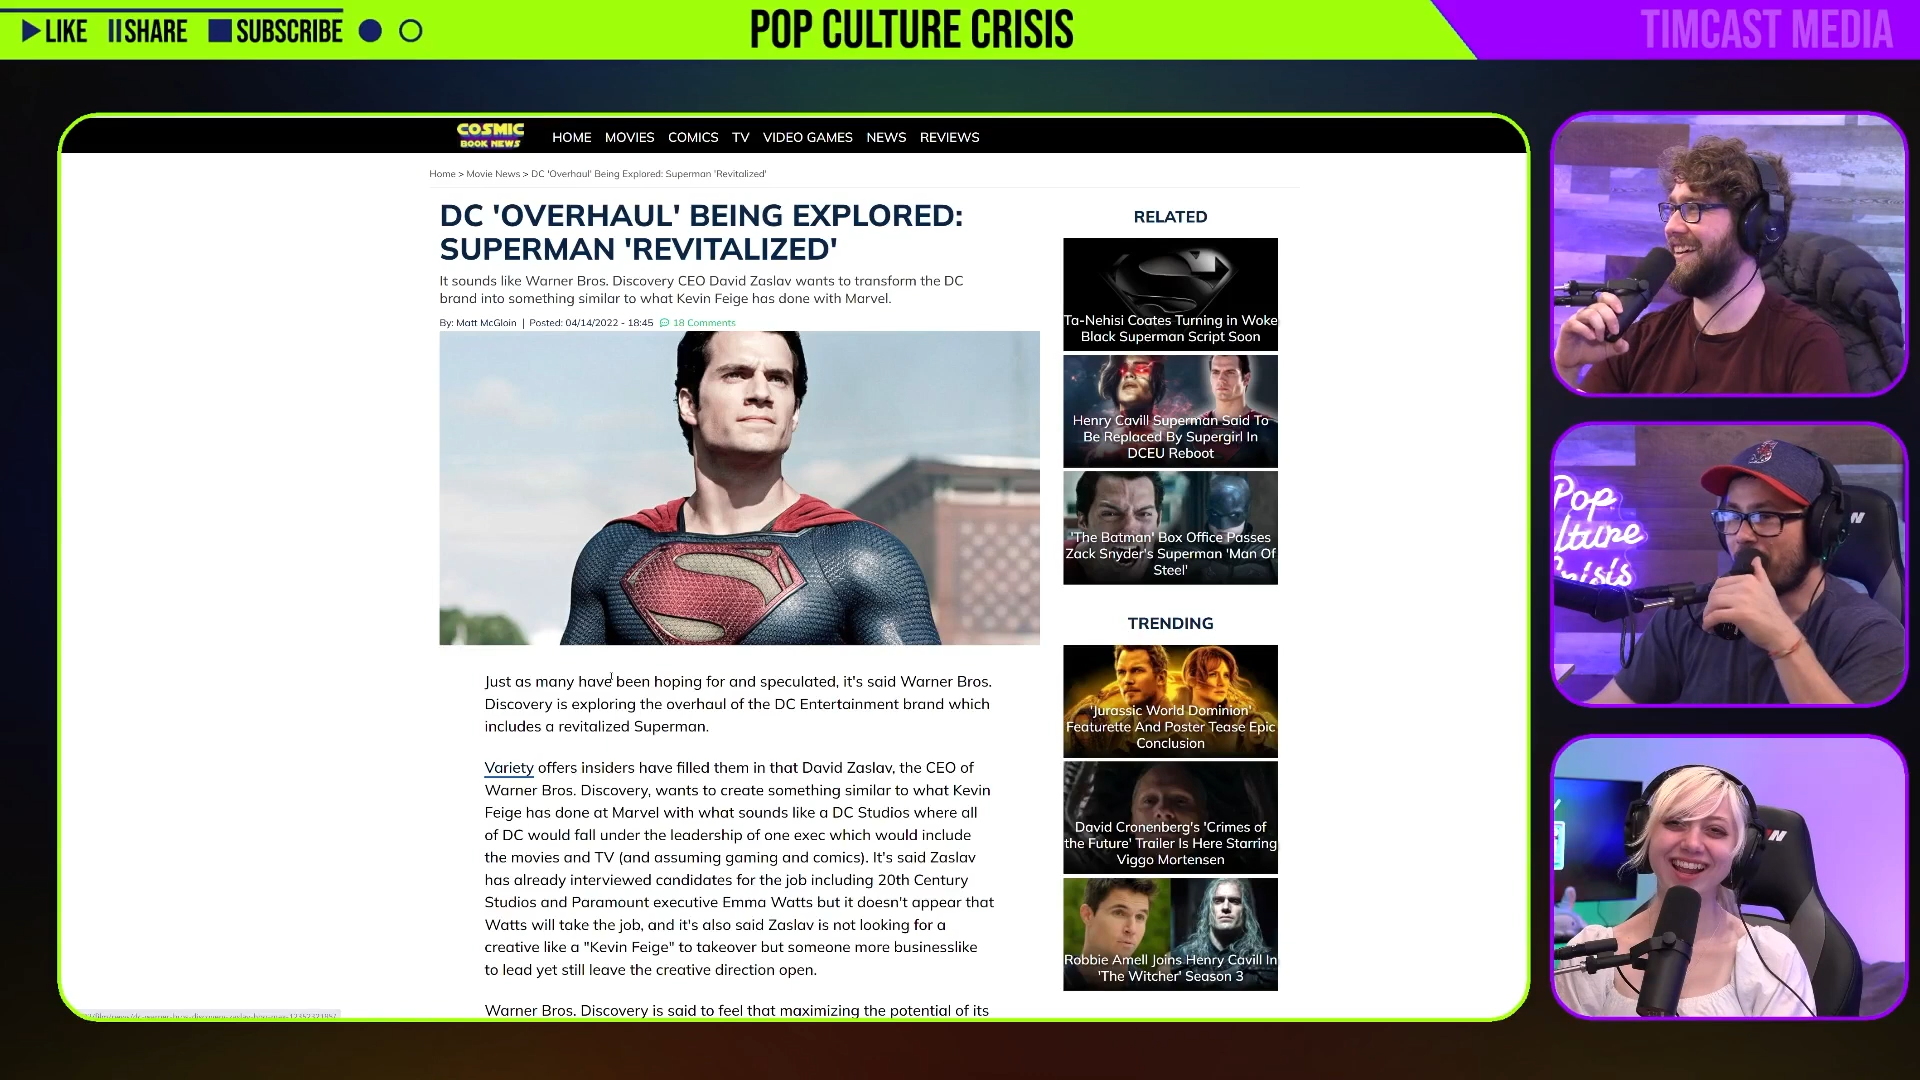 LIKE SHARE SUBSCRIBE
POP CULTURE CRISIS
TIMCAST MEDIA
COSMIC
BOOK NEWS
HOME MOVIES COMICS TV VIDEO GAMES NEWS REVIEWS
Home > Movie News > DC 'Overhaul' Being Explored: Superman 'Revitalized'
DC 'OVERHAUL' BEING EXPLORED:
SUPERMAN 'REVITALIZED'
It sounds like Warner Bros. Discovery CEO David Zaslav wants to transform the DC
brand into something similar to what Kevin Feige has done with Marvel.
By: Matt McGloin | Posted: 04/14/2022 - 18:45 18 Comments
Just as many have been hoping for and speculated, it's said Warner Bros.
Discovery is exploring the overhaul of the DC Entertainment brand which
includes a revitalized Superman.
Variety offers insiders have filled them in that David Zaslav, the CEO of
Warner Bros. Discovery, wants to create something similar to what Kevin
Feige has done at Marvel with what sounds like a DC Studios where all
of DC would fall under the leadership of one exec which would include
the movies and TV (and assuming gaming and comics). It's said Zaslav
has already interviewed candidates for the job including 20th Century
Studios and Paramount executive Emma Watts but it doesn't appear that
Watts will take the job, and it's also said Zaslav is not looking for a
creative like a "Kevin Feige" to takeover but someone more businesslike
to lead yet still leave the creative direction open.
Warner Bros. Discovery is said to feel that maximizing the potential of its
RELATED
Ta-Nehisi Coates Turning in Woke
Black Superman Script Soon
Henry Cavill Superman Said To
Be Replaced By Supergirl In
DCEU Reboot
'The Batman' Box Office Passes
Zack Snyder's Superman 'Man Of
Steel'
TRENDING
'Jurassic World Dominion'
Featurette And Poster Tease Epic
Conclusion
David Cronenberg's 'Crimes of
the Future' Trailer Is Here Starring
Viggo Mortensen
Robbie Amell Joins Henry Cavill In
'The Witcher' Season 3
Pop
lture
risis